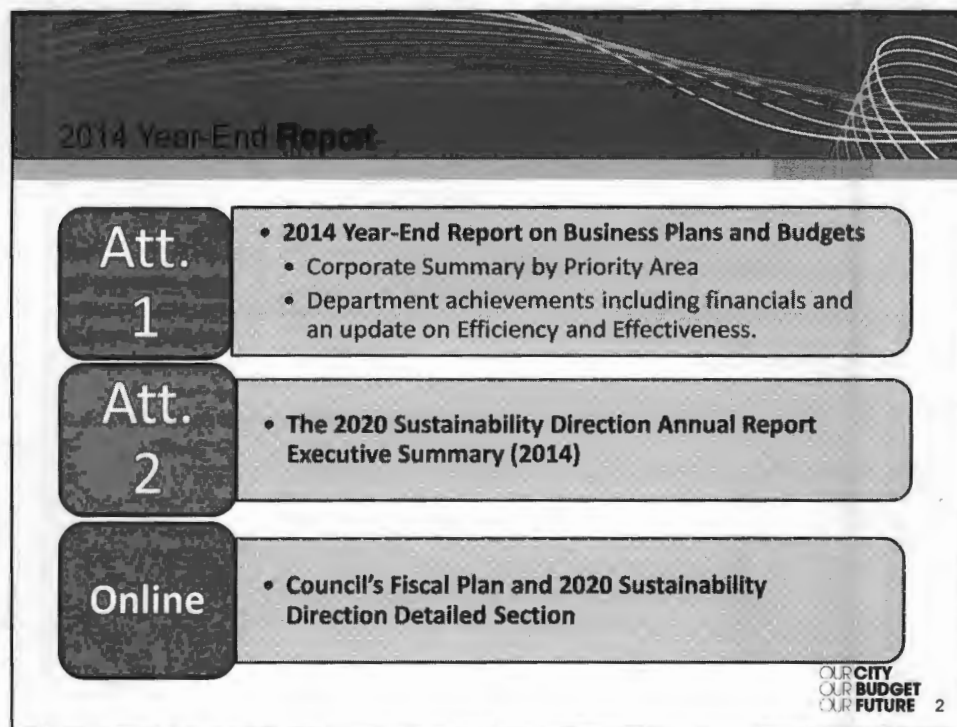 2014 Year-End Report
Att.
1
• 2014 Year-End Report on Business Plans and Budgets
• Corporate Summary by Priority Area
• Department achievements including financials and
an update on Efficiency and Effectiveness.
Att.
2
• The 2020 Sustainability Direction Annual Report
Executive Summary (2014)
Online
• Council's Fiscal Plan and 2020 Sustainability
Direction Detailed Section
OUR CITY
OUR BUDGET
OUR FUTURE 2